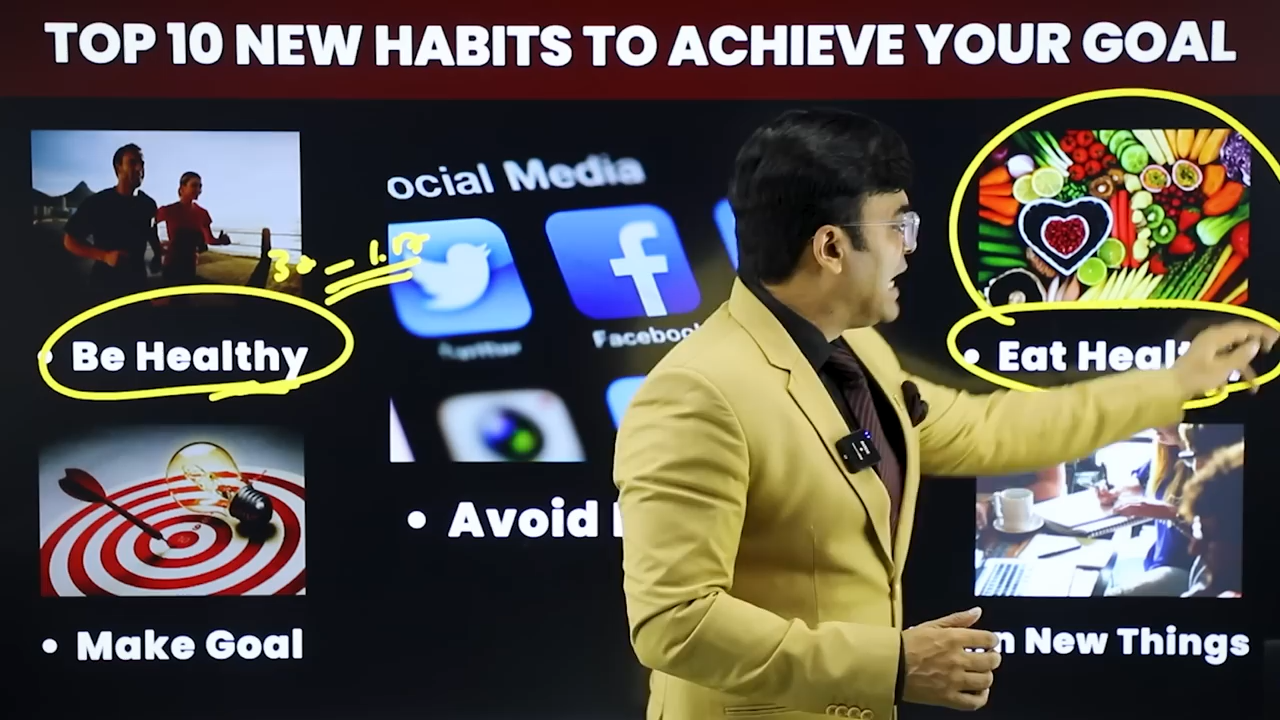 TOP 10 NEW HABITS TO ACHIEVE YOUR GOAL
ocial Media
Facebook
• Be Healthy
• Eat Healt
• Avoid
• Make Goal
n New Things